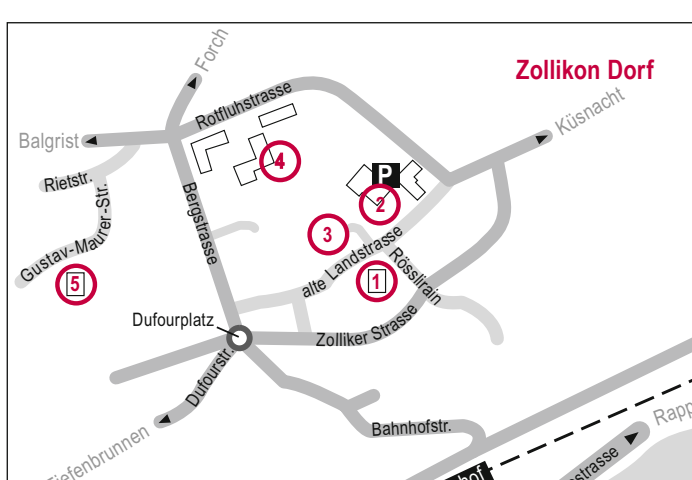 Forch
Zollikon Dorf
Küsnacht
Rotfluhstrasse
Balgrist
4
P
Rietstr.
Gustav-Maurer-Str.
Bergstrasse
2
3
alte Landstrasse
Rösslirain
5
1
Dufourplatz
Zolliker Strasse
Dufourstr.
Bahnhofstr.